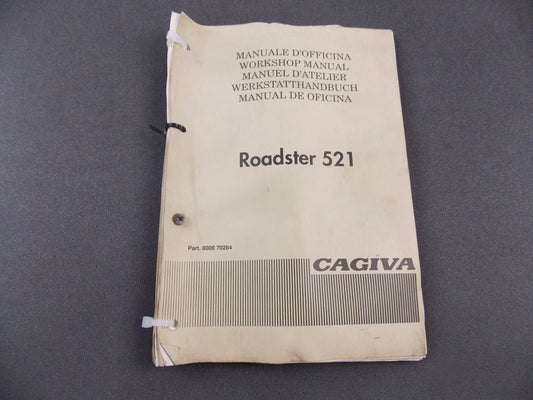 MANUALE D'OFFICINA
WORKSHOP MANUAL
MANUEL D'ATELIER
WERKSTATTHANDBUCH
MANUAL DE OFICINA
Roadster 521
Part. 8000 70264
CAGIVA